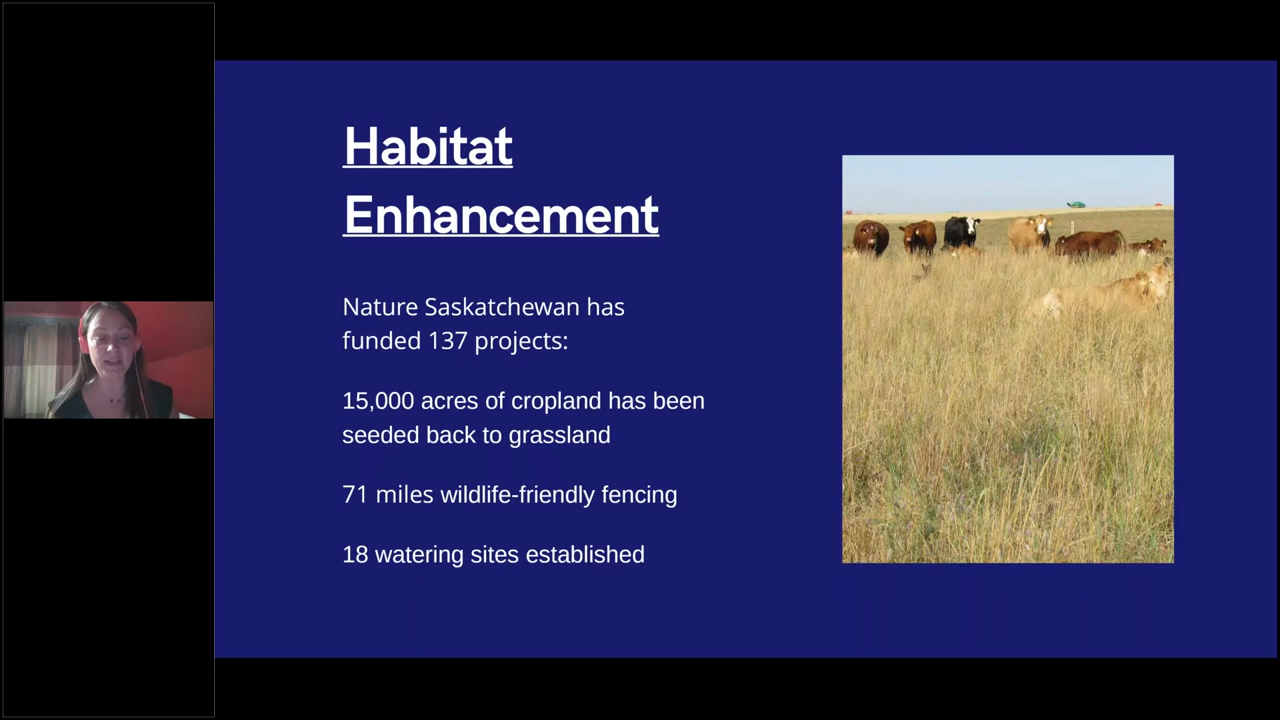 Habitat
Enhancement
Nature Saskatchewan has
funded 137 projects:
15,000 acres of cropland has been
seeded back to grassland
71 miles wildlife-friendly fencing
18 watering sites established